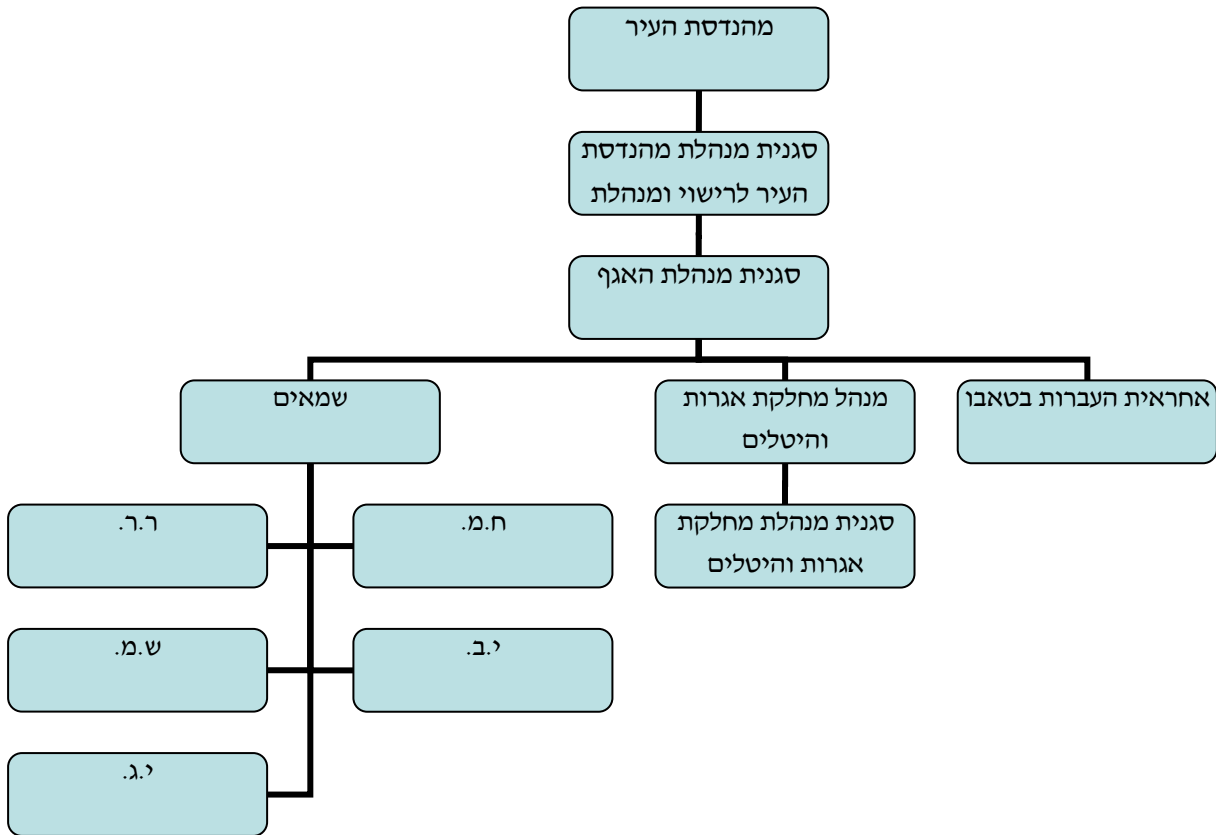 מהנדסת העיר
סגנית מנהלת מהנדסת
העיר לרישוי ומנהלת
סגנית מנהלת האגף
אחראית העברות בטאבו
מנהל מחלקת אגרות
והיטלים
שמאים
סגנית מנהלת מחלקת
אגרות והיטלים
ח.מ.
ר.ר.
י.ב.
ש.מ.
י.ג.